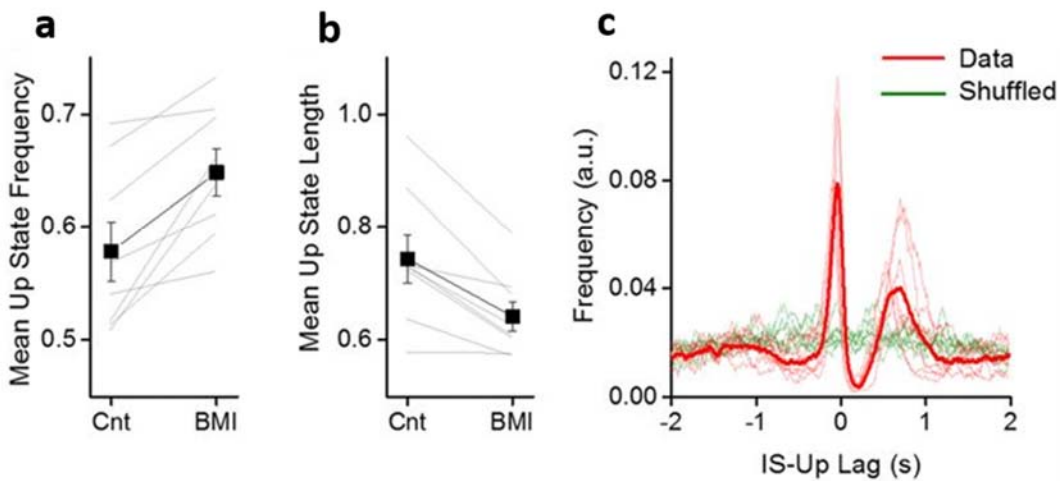 a
Mean Up State Frequency
0.7
0.6
0.5
Cnt BMI
b
Mean Up State Length
1.0
0.8
0.6
Cnt BMI
c
Data
Shuffled
Frequency (a.u.)
0.12
0.08
0.04
0.00
-2 -1 0 1 2
IS-Up Lag (s)